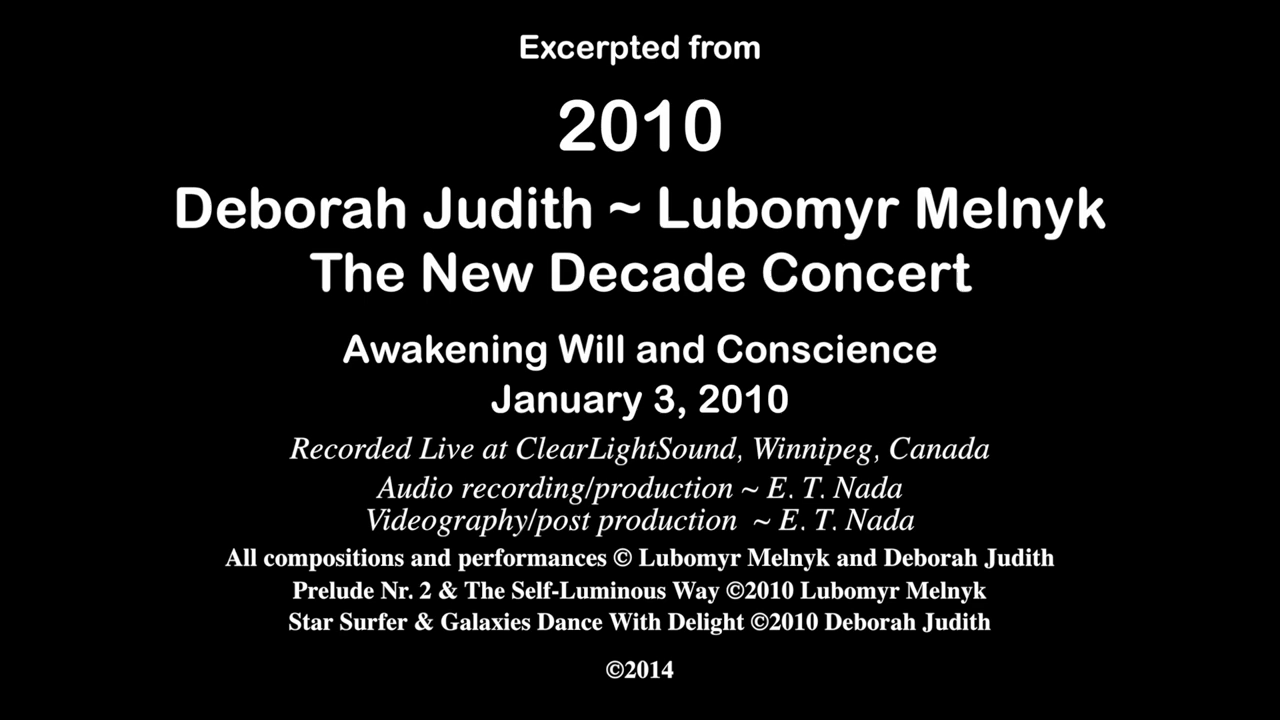 Excerpted from
2010
Deborah Judith ~ Lubomyr Melnyk
The New Decade Concert
Awakening Will and Conscience
January 3, 2010
Recorded Live at ClearLightSound, Winnipeg, Canada
Audio recording/production ~ E. T. Nada
Videography/post production ~ E. T. Nada
All compositions and performances © Lubomyr Melnyk and Deborah Judith
Prelude Nr. 2 & The Self-Luminous Way ©2010 Lubomyr Melnyk
Star Surfer & Galaxies Dance With Delight ©2010 Deborah Judith
©2014